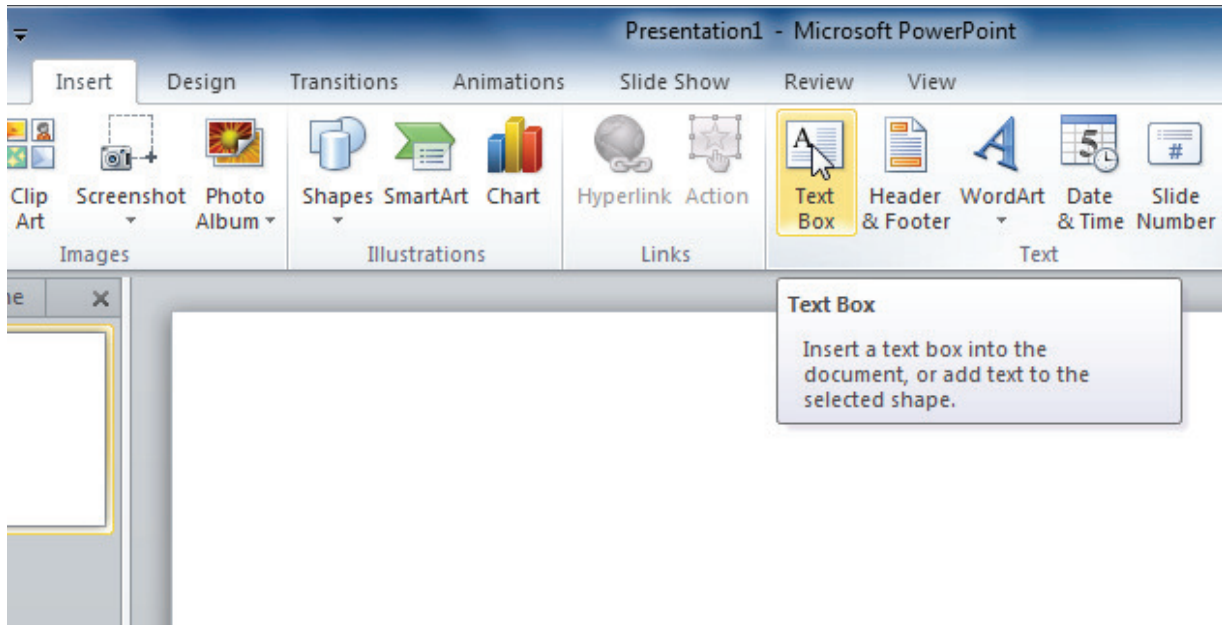 Presentation1 - Microsoft PowerPoint
Insert Design Transitions Animations Slide Show Review View
Clip Art
Screenshot
Photo Album
Shapes
SmartArt
Chart
Hyperlink
Action
A
Text Box
Header & Footer
A
WordArt
5
Date & Time
#
Slide Number
Images Illustrations Links Text
Text Box
Insert a text box into the
document, or add text to the
selected shape.